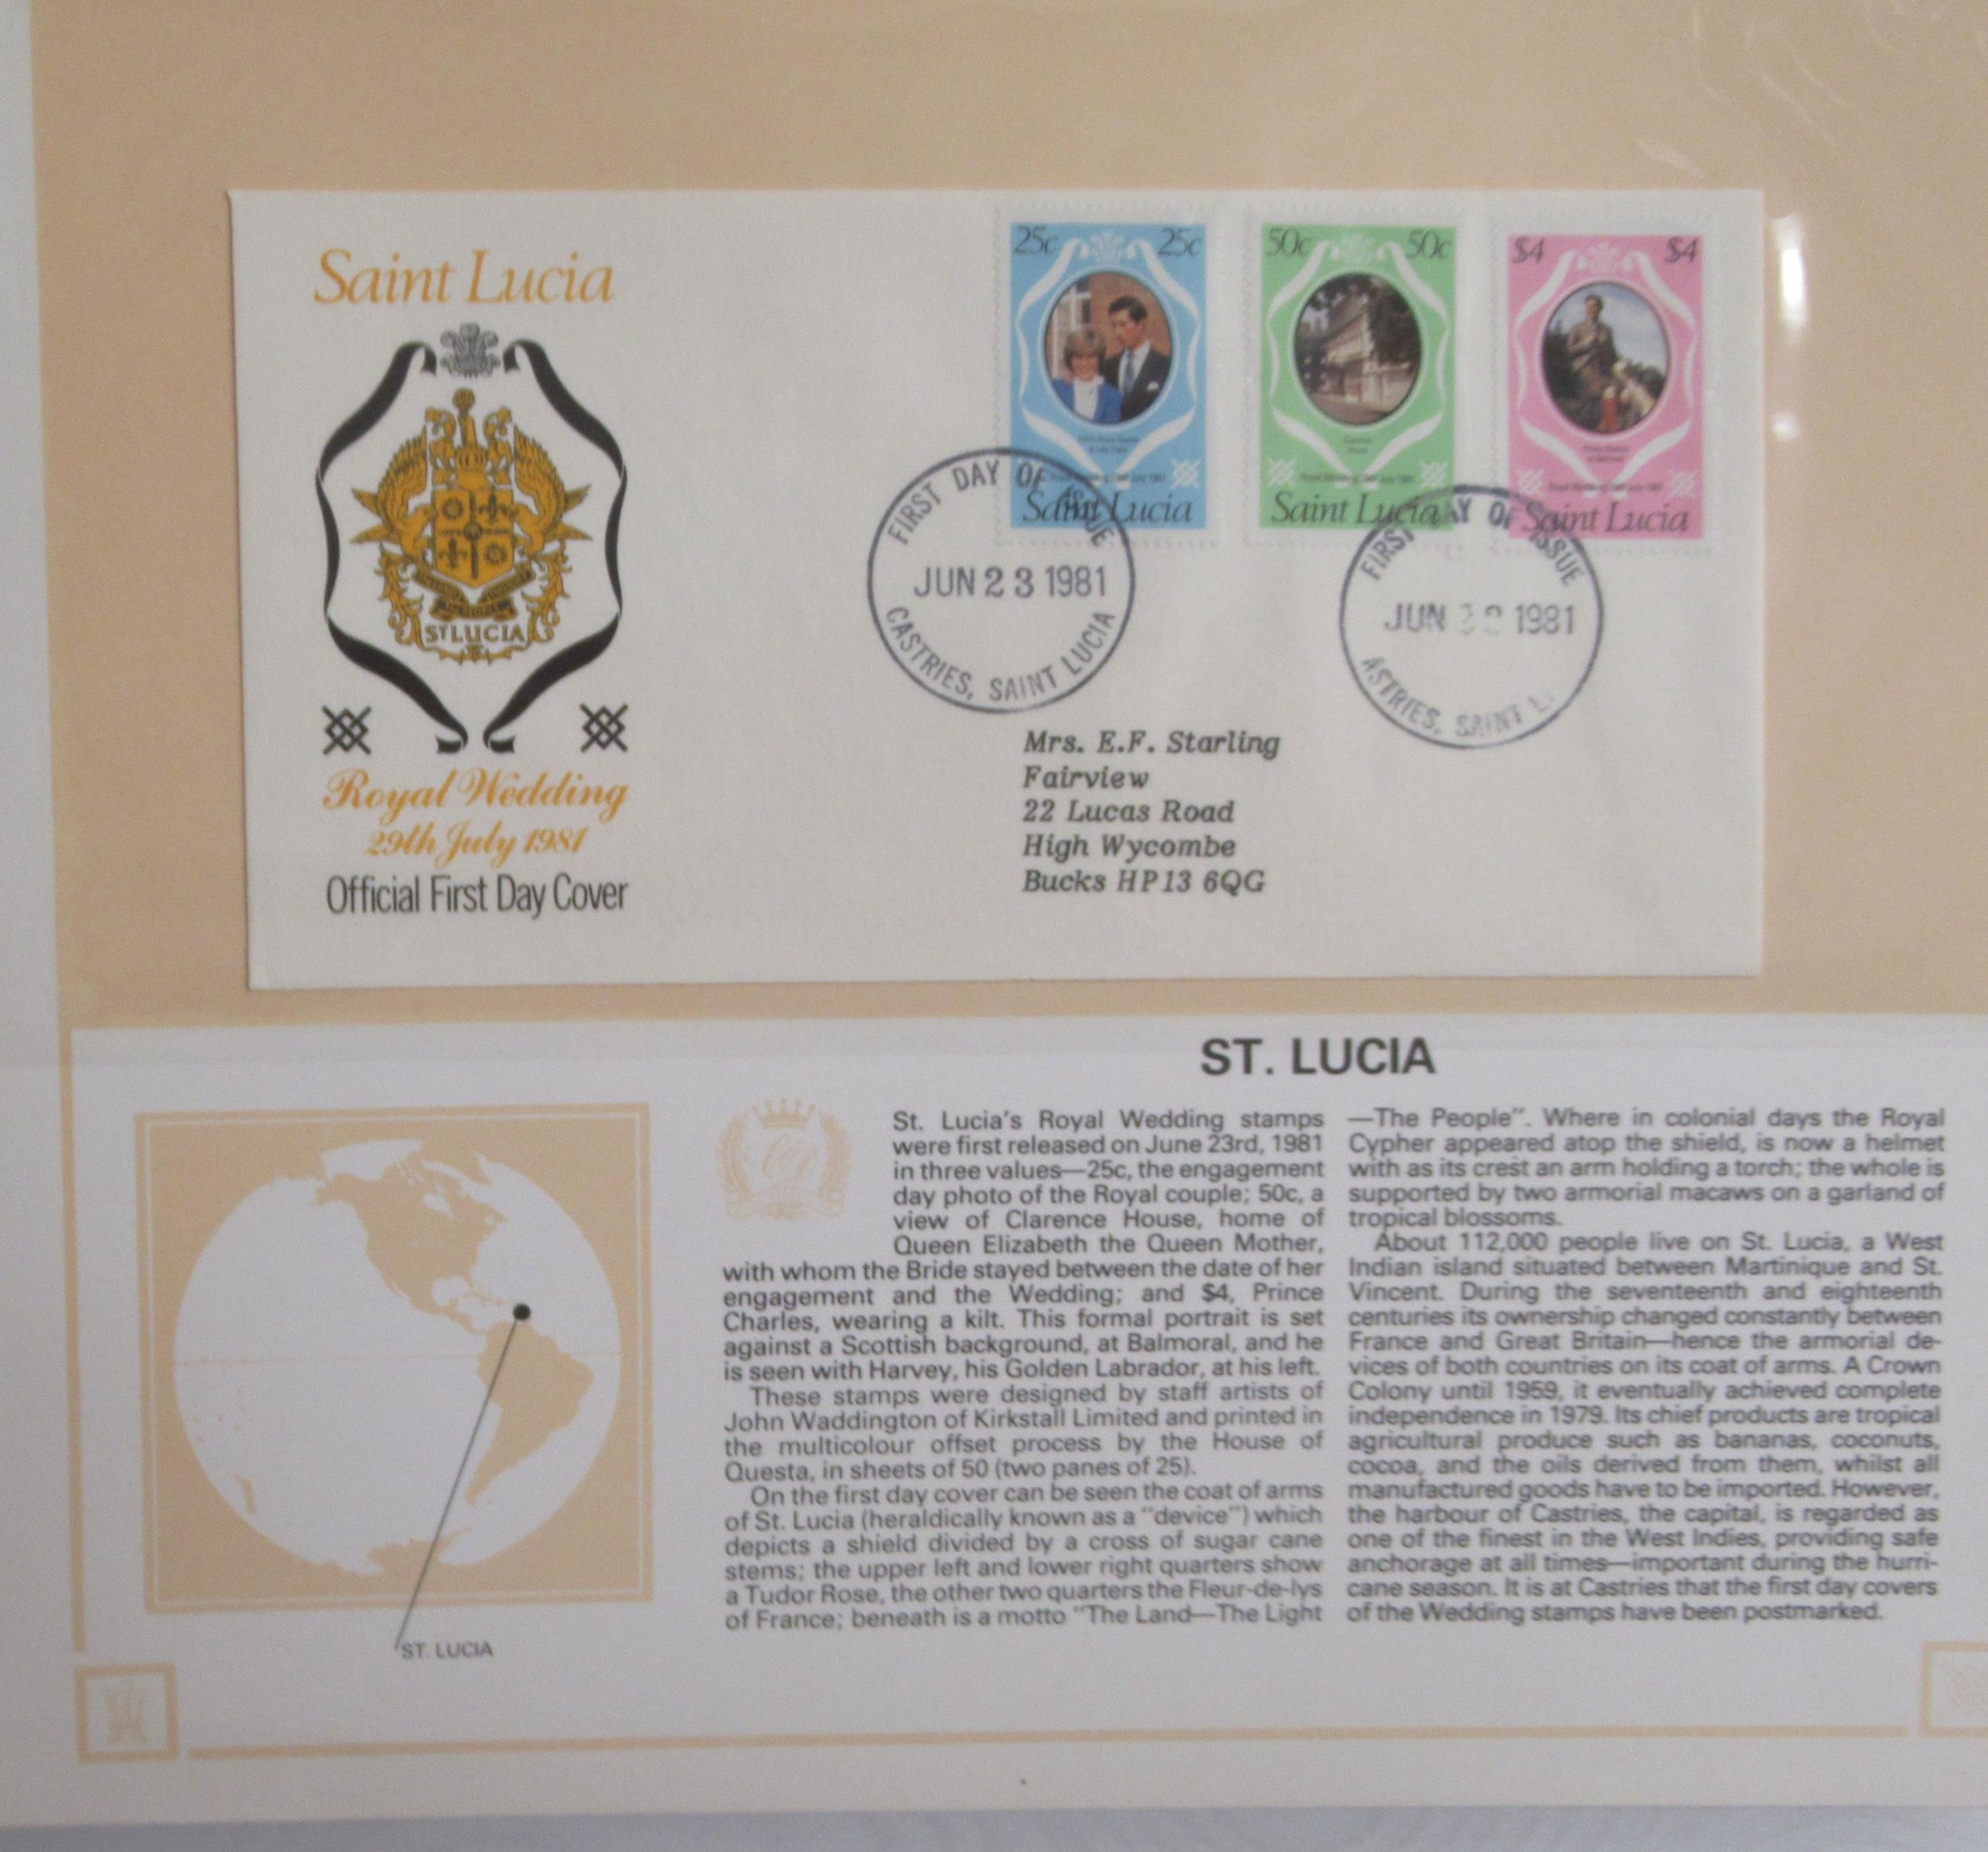 Saint Lucia
ST LUCIA
Royal Wedding
29th July 1981
Official First Day Cover
25c 25c
Saint Lucia
50c 50c
Saint Lucia
$4 $4
Saint Lucia
FIRST DAY OF ISSUE
JUN 23 1981
CASTRIES, SAINT LUCIA
FIRST DAY OF ISSUE
JUN 1981
ASTRIES, SAINT L
Mrs. E.F. Starling
Fairview
22 Lucas Road
High Wycombe
Bucks HP13 6QG
ST. LUCIA
St. Lucia's Royal Wedding stamps
were first released on June 23rd, 1981
in three values—25c, the engagement
day photo of the Royal couple; 50c, a
view of Clarence House, home of
Queen Elizabeth the Queen Mother,
with whom the Bride stayed between the date of her
engagement and the Wedding; and $4, Prince
Charles, wearing a kilt. This formal portrait is set
against a Scottish background, at Balmoral, and he
is seen with Harvey, his Golden Labrador, at his left.
These stamps were designed by staff artists of
John Waddington of Kirkstall Limited and printed in
the multicolour offset process by the House of
Questa, in sheets of 50 (two panes of 25).
On the first day cover can be seen the coat of arms
of St. Lucia (heraldically known as a "device") which
depicts a shield divided by a cross of sugar cane
stems; the upper left and lower right quarters show
a Tudor Rose, the other two quarters the Fleur-de-lys
of France; beneath is a motto "The Land—The Light
—The People". Where in colonial days the Royal
Cypher appeared atop the shield, is now a helmet
with as its crest an arm holding a torch; the whole is
supported by two armorial macaws on a garland of
tropical blossoms.
About 112,000 people live on St. Lucia, a West
Indian island situated between Martinique and St.
Vincent. During the seventeenth and eighteenth
centuries its ownership changed constantly between
France and Great Britain—hence the armorial de-
vices of both countries on its coat of arms. A Crown
Colony until 1959, it eventually achieved complete
independence in 1979. Its chief products are tropical
agricultural produce such as bananas, coconuts,
cocoa, and the oils derived from them, whilst all
manufactured goods have to be imported. However,
the harbour of Castries, the capital, is regarded as
one of the finest in the West Indies, providing safe
anchorage at all times—important during the hurri-
cane season. It is at Castries that the first day covers
of the Wedding stamps have been postmarked.
ST. LUCIA